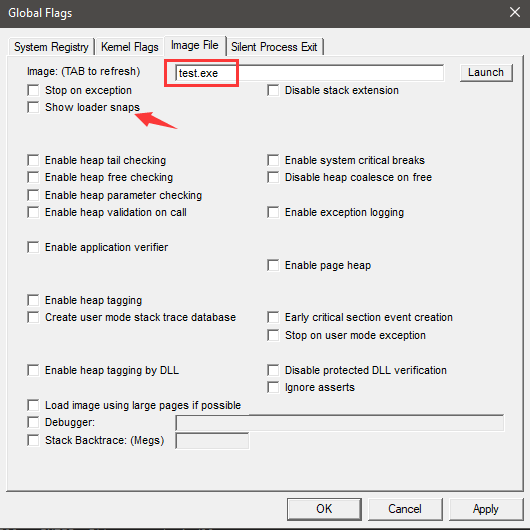 Global Flags
System Registry Kernel Flags Image File Silent Process Exit
Image: (TAB to refresh) test.exe Launch
Stop on exception Disable stack extension
Show loader snaps
Enable heap tail checking Enable system critical breaks
Enable heap free checking Disable heap coalesce on free
Enable heap parameter checking
Enable heap validation on call Enable exception logging
Enable application verifier
Enable page heap
Enable heap tagging
Create user mode stack trace database Early critical section event creation
Stop on user mode exception
Enable heap tagging by DLL Disable protected DLL verification
Ignore asserts
Load image using large pages if possible
Debugger:
Stack Backtrace: (Megs)
OK Cancel Apply